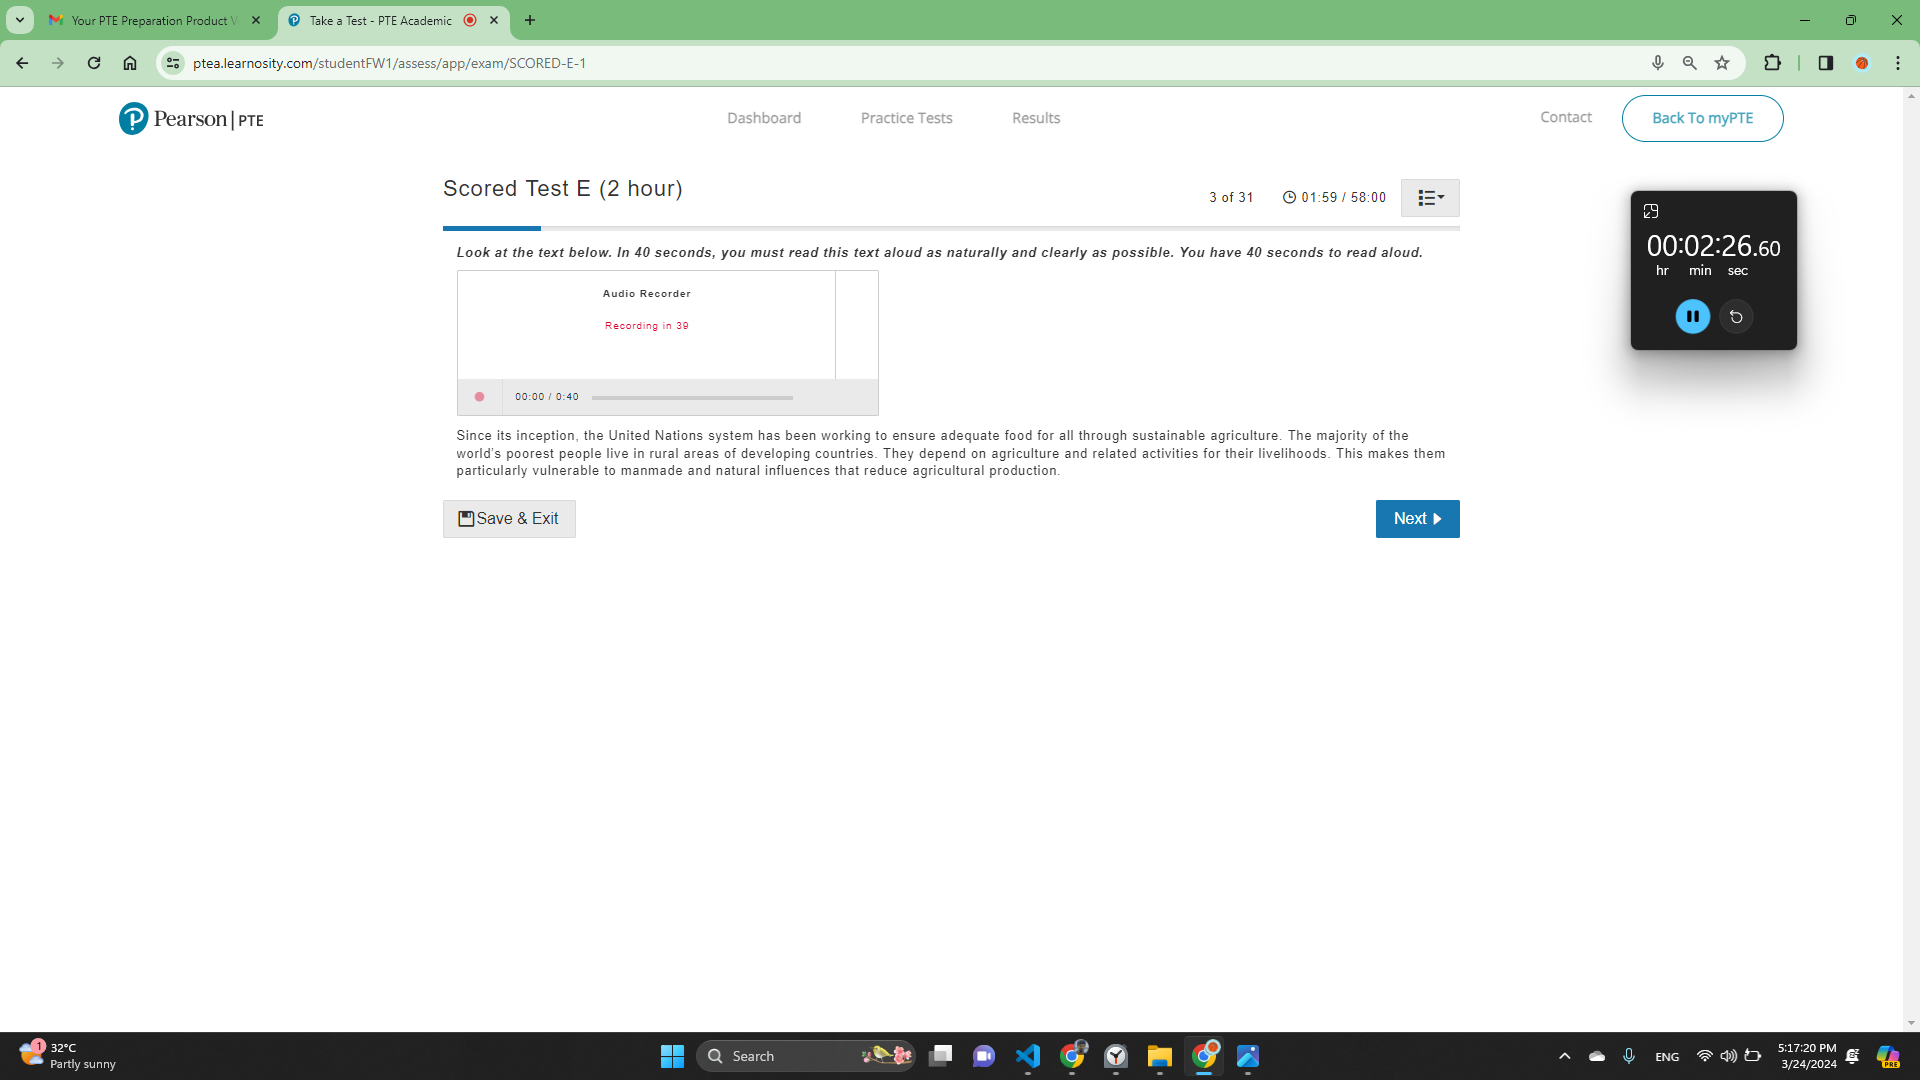 Your PTE Preparation Product V
Take a Test - PTE Academic
ptea.learnosity.com/studentFW1/assess/app/exam/SCORED-E-1
Pearson | PTE
Dashboard
Practice Tests
Results
Contact
Back To myPTE
Scored Test E (2 hour)
3 of 31
01:59 / 58:00
00:02:26.60
hr min sec
Look at the text below. In 40 seconds, you must read this text aloud as naturally and clearly as possible. You have 40 seconds to read aloud.
Audio Recorder
Recording in 39
00:00 / 0:40
Since its inception, the United Nations system has been working to ensure adequate food for all through sustainable agriculture. The majority of the
world's poorest people live in rural areas of developing countries. They depend on agriculture and related activities for their livelihoods. This makes them
particularly vulnerable to manmade and natural influences that reduce agricultural production.
Save & Exit
Next
1
32°C
Partly sunny
Search
ENG
5:17:20 PM
3/24/2024
PRE